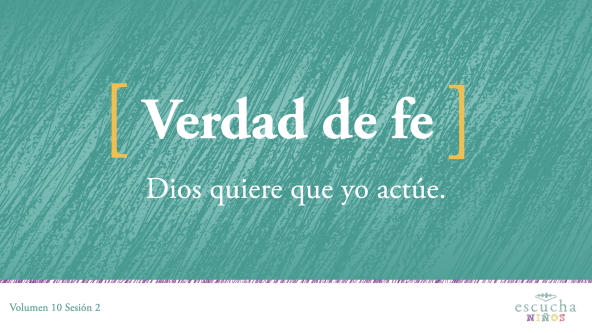 [ Verdad de fe ]
Dios quiere que yo actúe.
Volumen 10 Sesión 2
escucha
NIÑOS